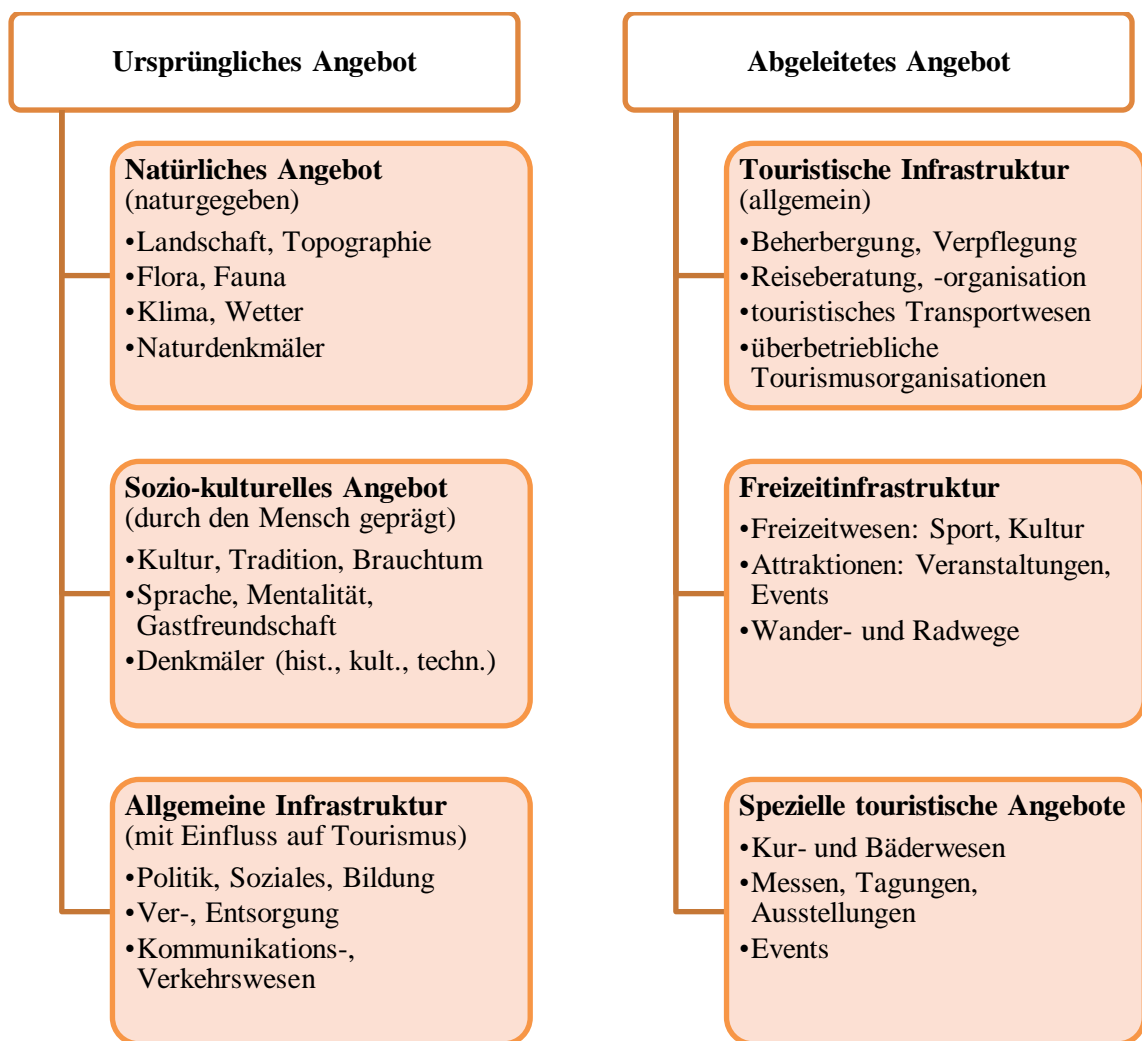 Ursprüngliches Angebot
Natürliches Angebot
(naturgegeben)
•Landschaft, Topographie
•Flora, Fauna
•Klima, Wetter
•Naturdenkmäler
Sozio-kulturelles Angebot
(durch den Mensch geprägt)
•Kultur, Tradition, Brauchtum
•Sprache, Mentalität,
Gastfreundschaft
•Denkmäler (hist., kult., techn.)
Allgemeine Infrastruktur
(mit Einfluss auf Tourismus)
•Politik, Soziales, Bildung
•Ver-, Entsorgung
•Kommunikations-,
Verkehrswesen
Abgeleitetes Angebot
Touristische Infrastruktur
(allgemein)
•Beherbergung, Verpflegung
•Reiseberatung, -organisation
•touristisches Transportwesen
•überbetriebliche
Tourismusorganisationen
Freizeitinfrastruktur
•Freizeitwesen: Sport, Kultur
•Attraktionen: Veranstaltungen,
Events
•Wander- und Radwege
Spezielle touristische Angebote
•Kur- und Bäderwesen
•Messen, Tagungen,
Ausstellungen
•Events